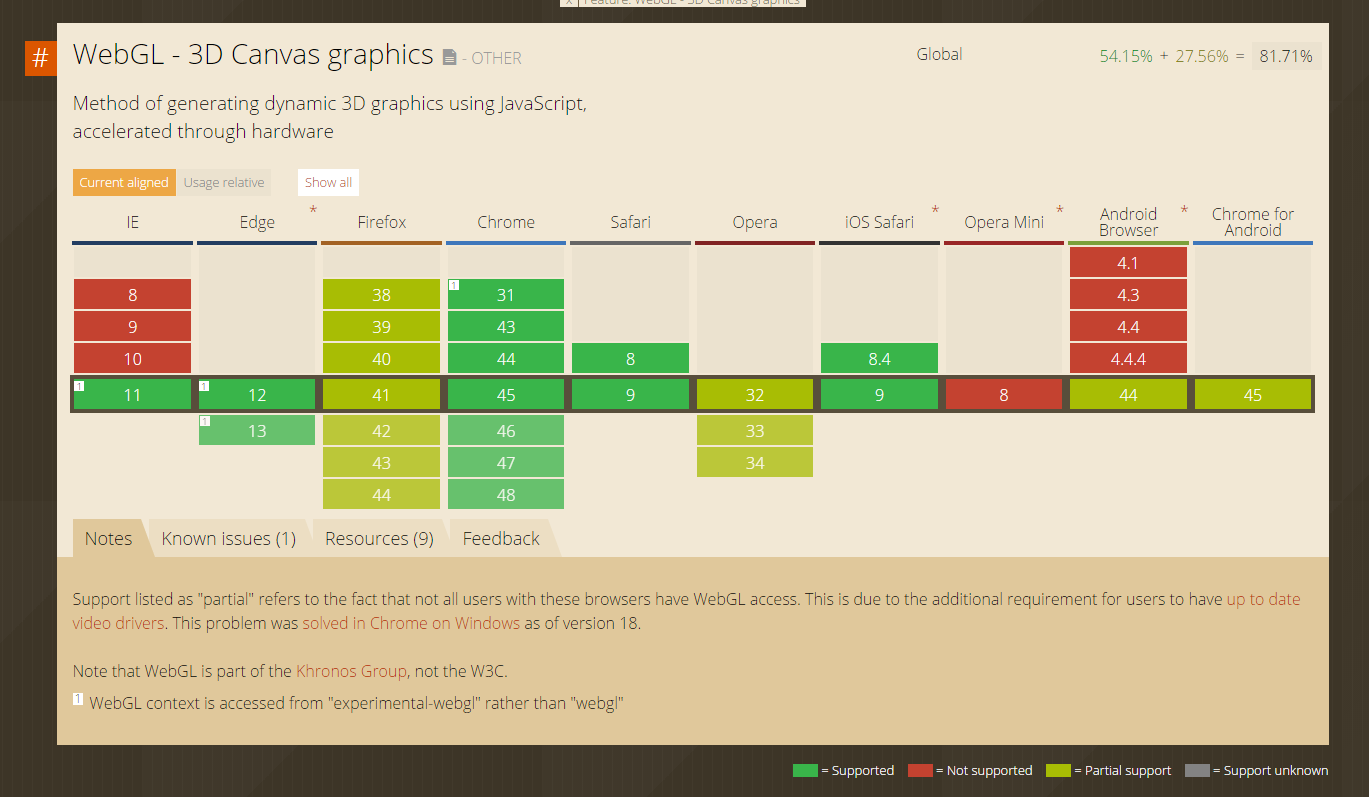 x Feature: WebGL - 3D Canvas graphics
# WebGL - 3D Canvas graphics - OTHER Global 54.15% + 27.56% = 81.71%
Method of generating dynamic 3D graphics using JavaScript,
accelerated through hardware
Current aligned Usage relative Show all
IE Edge * Firefox Chrome Safari Opera iOS Safari * Opera Mini * Android Browser * Chrome for Android
4.1
8 38 1 31 4.3
9 39 43 4.4
10 40 44 8 8.4 4.4.4
1 11 1 12 41 45 9 32 9 8 44 45
1 13 42 46 33
43 47 34
44 48
Notes Known issues (1) Resources (9) Feedback
Support listed as "partial" refers to the fact that not all users with these browsers have WebGL access. This is due to the additional requirement for users to have up to date
video drivers. This problem was solved in Chrome on Windows as of version 18.
Note that WebGL is part of the Khronos Group, not the W3C.
1 WebGL context is accessed from "experimental-webgl" rather than "webgl"
= Supported = Not supported = Partial support = Support unknown